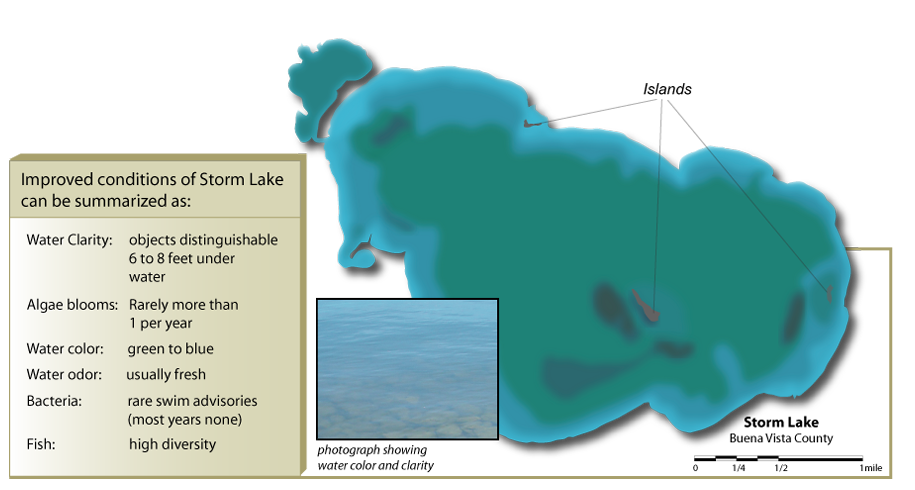 Islands
Improved conditions of Storm Lake
can be summarized as:
Water Clarity: objects distinguishable
6 to 8 feet under
water
Algae blooms: Rarely more than
1 per year
Water color: green to blue
Water odor: usually fresh
Bacteria: rare swim advisories
(most years none)
Fish: high diversity
photograph showing
water color and clarity
Storm Lake
Buena Vista County
0 1/4 1/2 1 mile